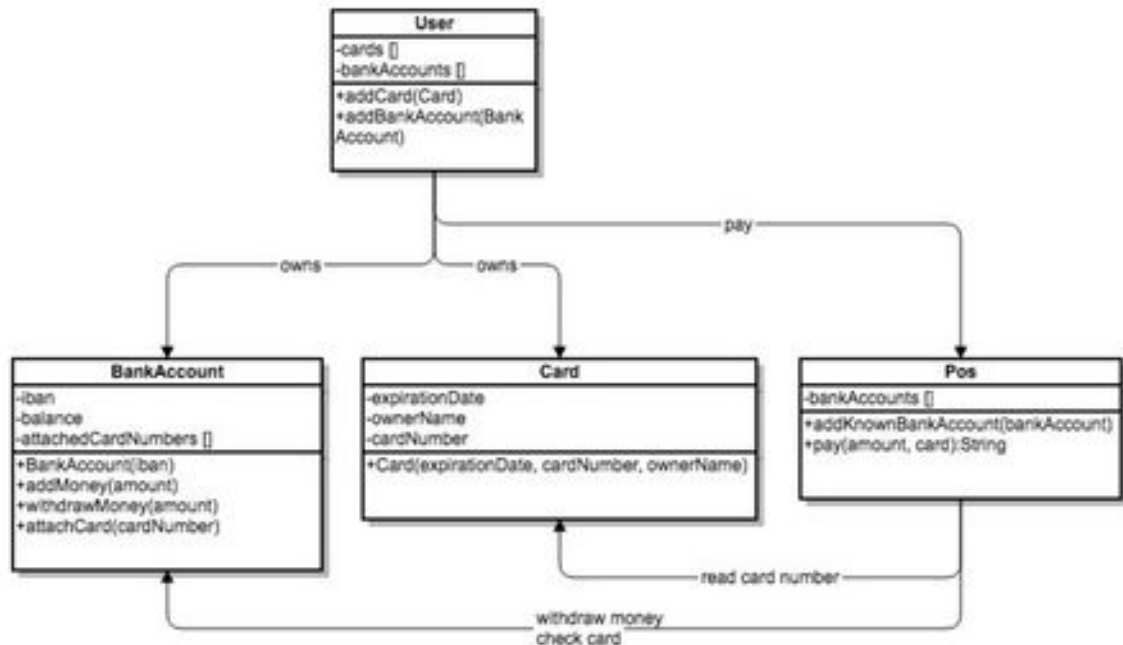 User
-cards []
-bankAccounts []
+addCard(Card)
+addBankAccount(Bank
Account)
pay
owns
owns
BankAccount
-iban
-balance
-attachedCardNumbers []
+BankAccount(iban)
+addMoney(amount)
+withdrawMoney(amount)
+attachCard(cardNumber)
Card
-expirationDate
-ownerName
-cardNumber
+Card(expirationDate, cardNumber, ownerName)
Pos
-bankAccounts []
+addKnownBankAccount(bankAccount)
+pay(amount, card):String
read card number
withdraw money
check card